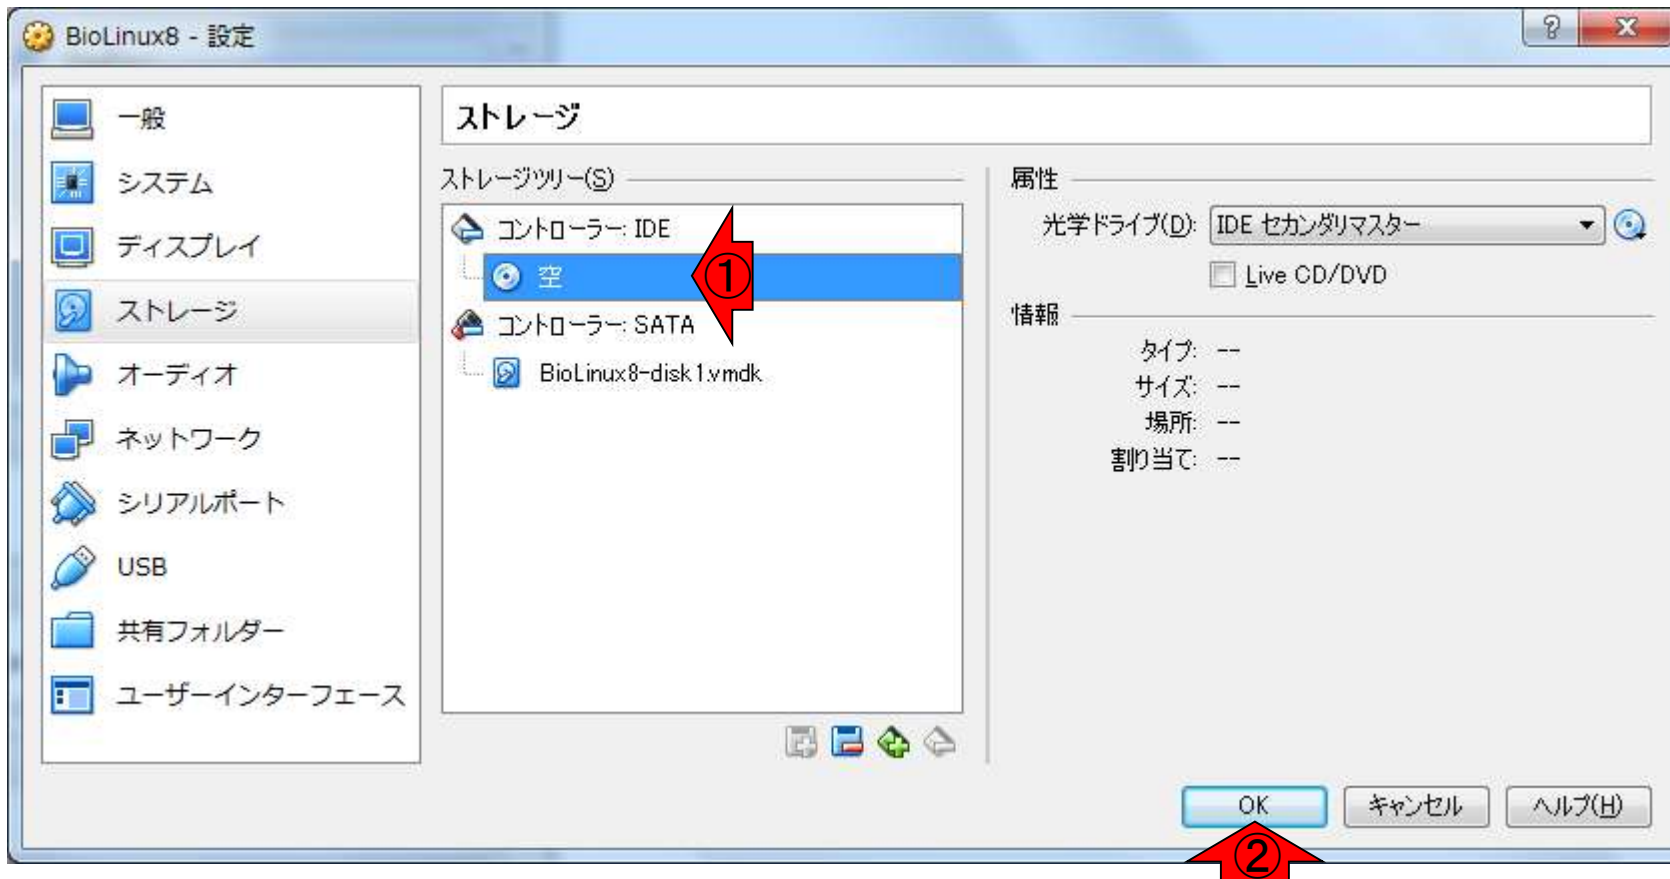 BioLinux8 - 設定
一般
システム
ディスプレイ
ストレージ
オーディオ
ネットワーク
シリアルポート
USB
共有フォルダー
ユーザーインターフェース
ストレージ
ストレージツリー(S)
コントローラー: IDE
空
①
コントローラー: SATA
BioLinux8-disk1.vmdk
属性
光学ドライブ(D): IDE セカンダリマスター
Live CD/DVD
情報
タイプ: --
サイズ: --
場所: --
割り当て: --
OK
キャンセル
ヘルプ(H)
②